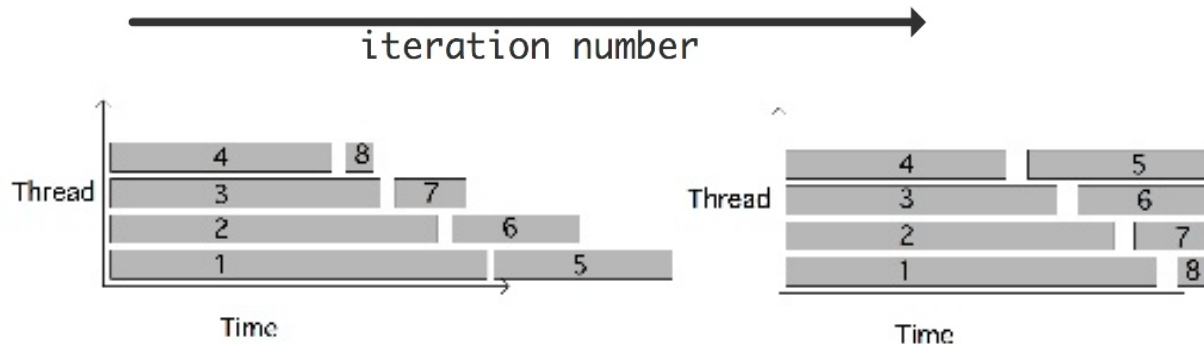 iteration number
4 8
Thread 3 7
2 6
1 5
Time
4 5
Thread 3 6
2 7
1 8
Time